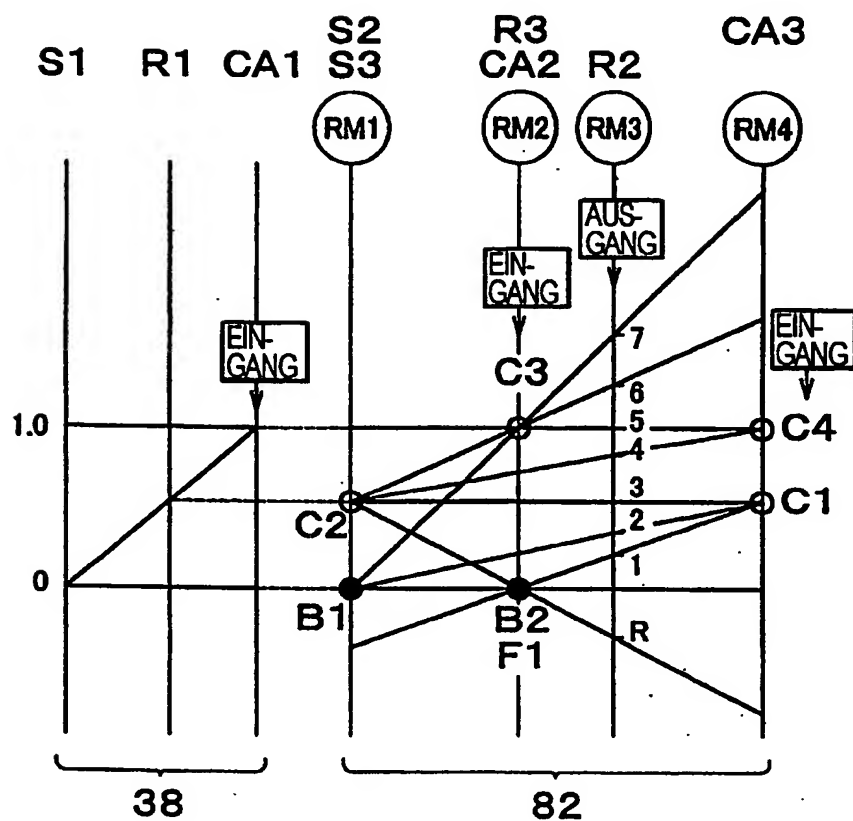 S2 R3 CA3
S1 R1 CA1 S3 CA2 R2
RM1 RM2 RM3 RM4
AUS-
GANG
EIN-
GANG
EIN-
GANG
EIN-
GANG
7
C3
6
1.0
5
C4
4
3
C1
C2
2
1
0
B1
B2
R
F1
38
82